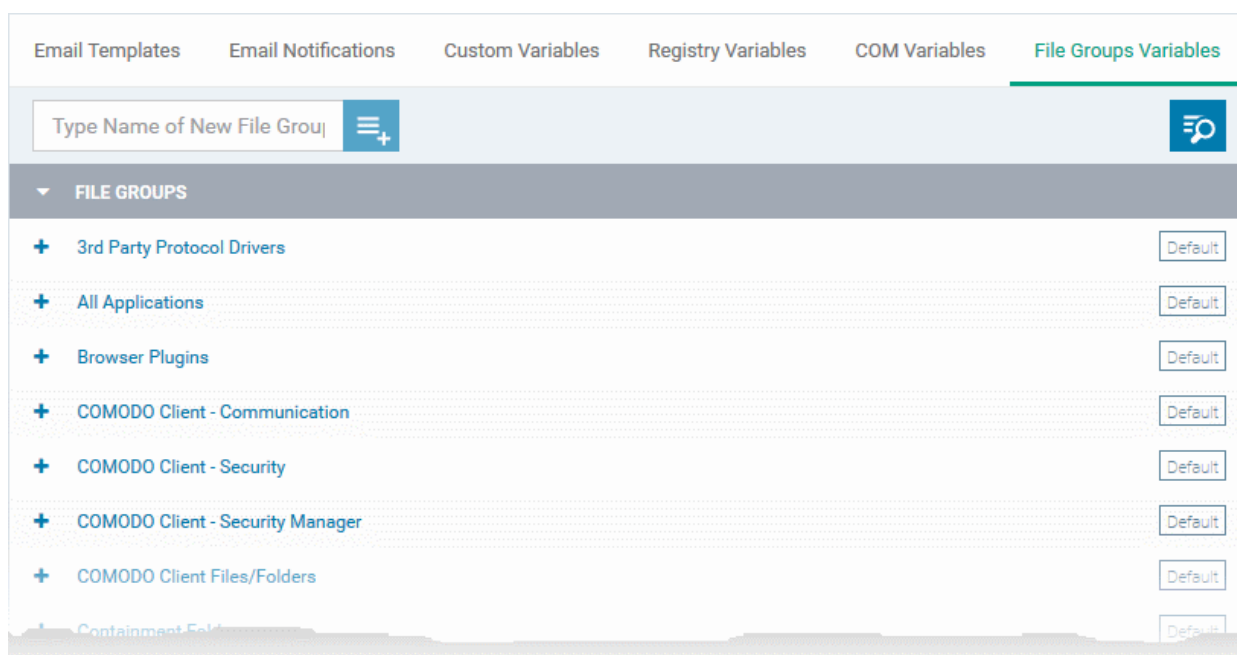 Email Templates Email Notifications Custom Variables Registry Variables COM Variables File Groups Variables
Type Name of New File Grou
FILE GROUPS
3rd Party Protocol Drivers Default
All Applications Default
Browser Plugins Default
COMODO Client - Communication Default
COMODO Client - Security Default
COMODO Client - Security Manager Default
COMODO Client Files/Folders Default
Containment Default